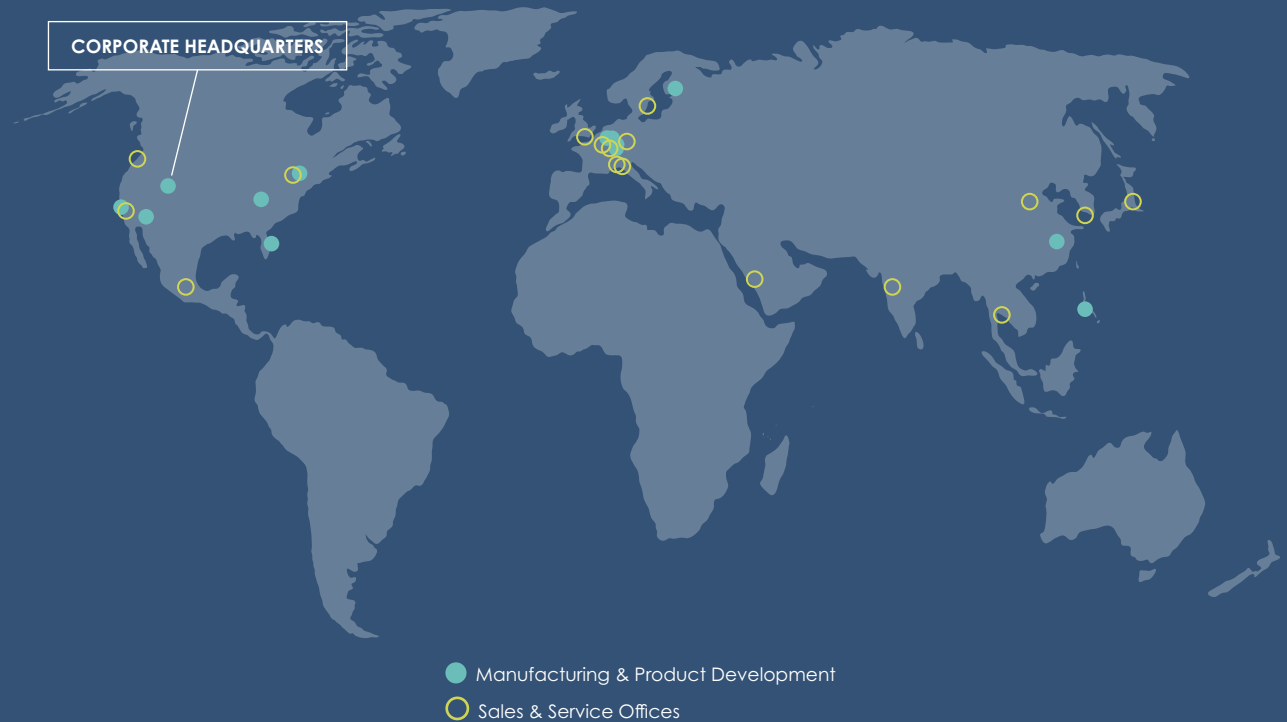 CORPORATE HEADQUARTERS
Manufacturing & Product Development
Sales & Service Offices